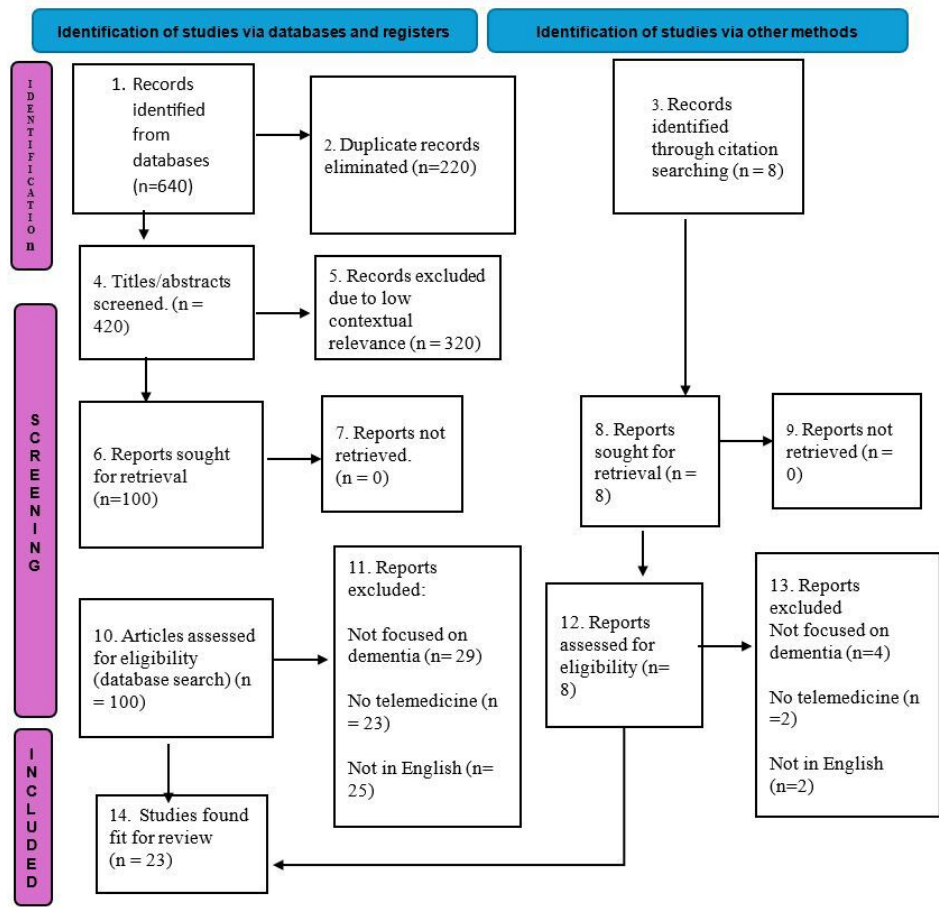 Identification of studies via databases and registers
Identification of studies via other methods
IDENTIFICATIOn
1. Records
identified
from
databases
(n=640)
2. Duplicate records
eliminated (n=220)
3. Records
identified
through citation
searching (n = 8)
4. Titles/abstracts
screened. (n =
420)
5. Records excluded
due to low
contextual
relevance (n = 320)
SCREENING
6. Reports sought
for retrieval
(n=100)
7. Reports not
retrieved.
(n = 0)
8. Reports
sought for
retrieval (n =
8)
9. Reports not
retrieved (n =
0)
10. Articles assessed
for eligibility
(database search) (n
= 100)
11. Reports
excluded:
Not focused on
dementia (n= 29)
No telemedicine (n
= 23)
Not in English (n=
25)
12. Reports
assessed for
eligibility (n=
8)
13. Reports
excluded
Not focused on
dementia (n=4)
No telemedicine (n
=2)
Not in English
(n=2)
INCLUDED
14. Studies found
fit for review
(n = 23)